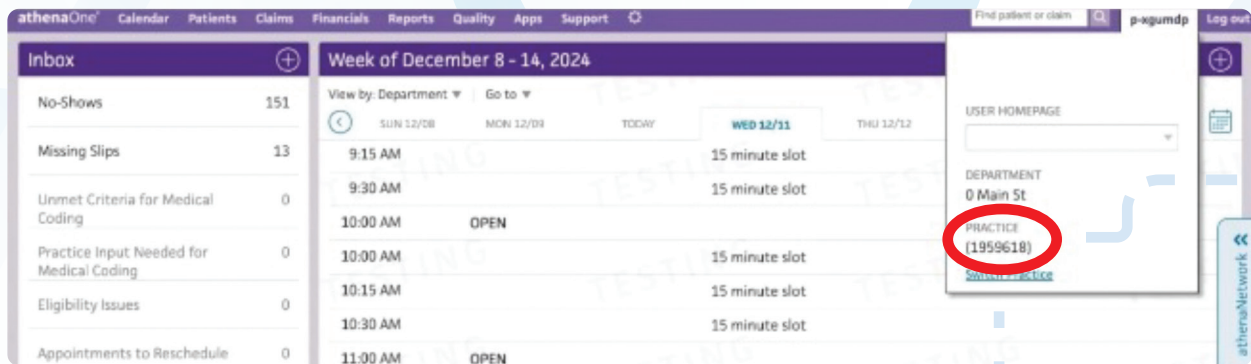 athenaOne Calendar Patients Claims Financials Reports Quality Apps Support
Find patient or claim
p-xgumdp
Log out
Inbox
No-Shows 151
Missing Slips 13
Unmet Criteria for Medical
Coding 0
Practice Input Needed for
Medical Coding 0
Eligibility Issues 0
Appointments to Reschedule 0
Week of December 8 - 14, 2024
View by: Department Go to
SUN 12/08 MON 12/09 TODAY WED 12/11 THU 12/12
9:15 AM 15 minute slot
9:30 AM 15 minute slot
10:00 AM OPEN
10:00 AM 15 minute slot
10:15 AM 15 minute slot
10:30 AM 15 minute slot
11:00 AM OPEN
USER HOMEPAGE
DEPARTMENT
0 Main St
PRACTICE
(1959618)
Switch Practice
athenaNetwork
TESTING